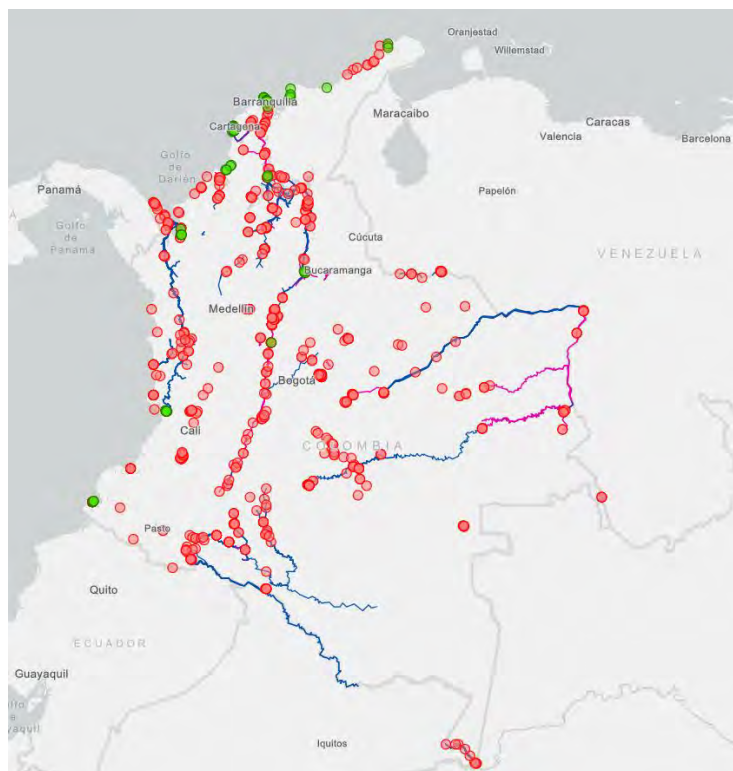 Oranjestad
Willemstad
Barranquilla
Maracaibo
Caracas
Cartagena
Valencia
Barcelona
Golfo
de
Darién
Panamá
Papelón
Golfo
de
Panamá
Cúcuta
VENEZUELA
Bucaramanga
Medellín
Bogotá
Cali
COLOMBIA
Pasto
Quito
ECUADOR
Guayaquil
Iquitos